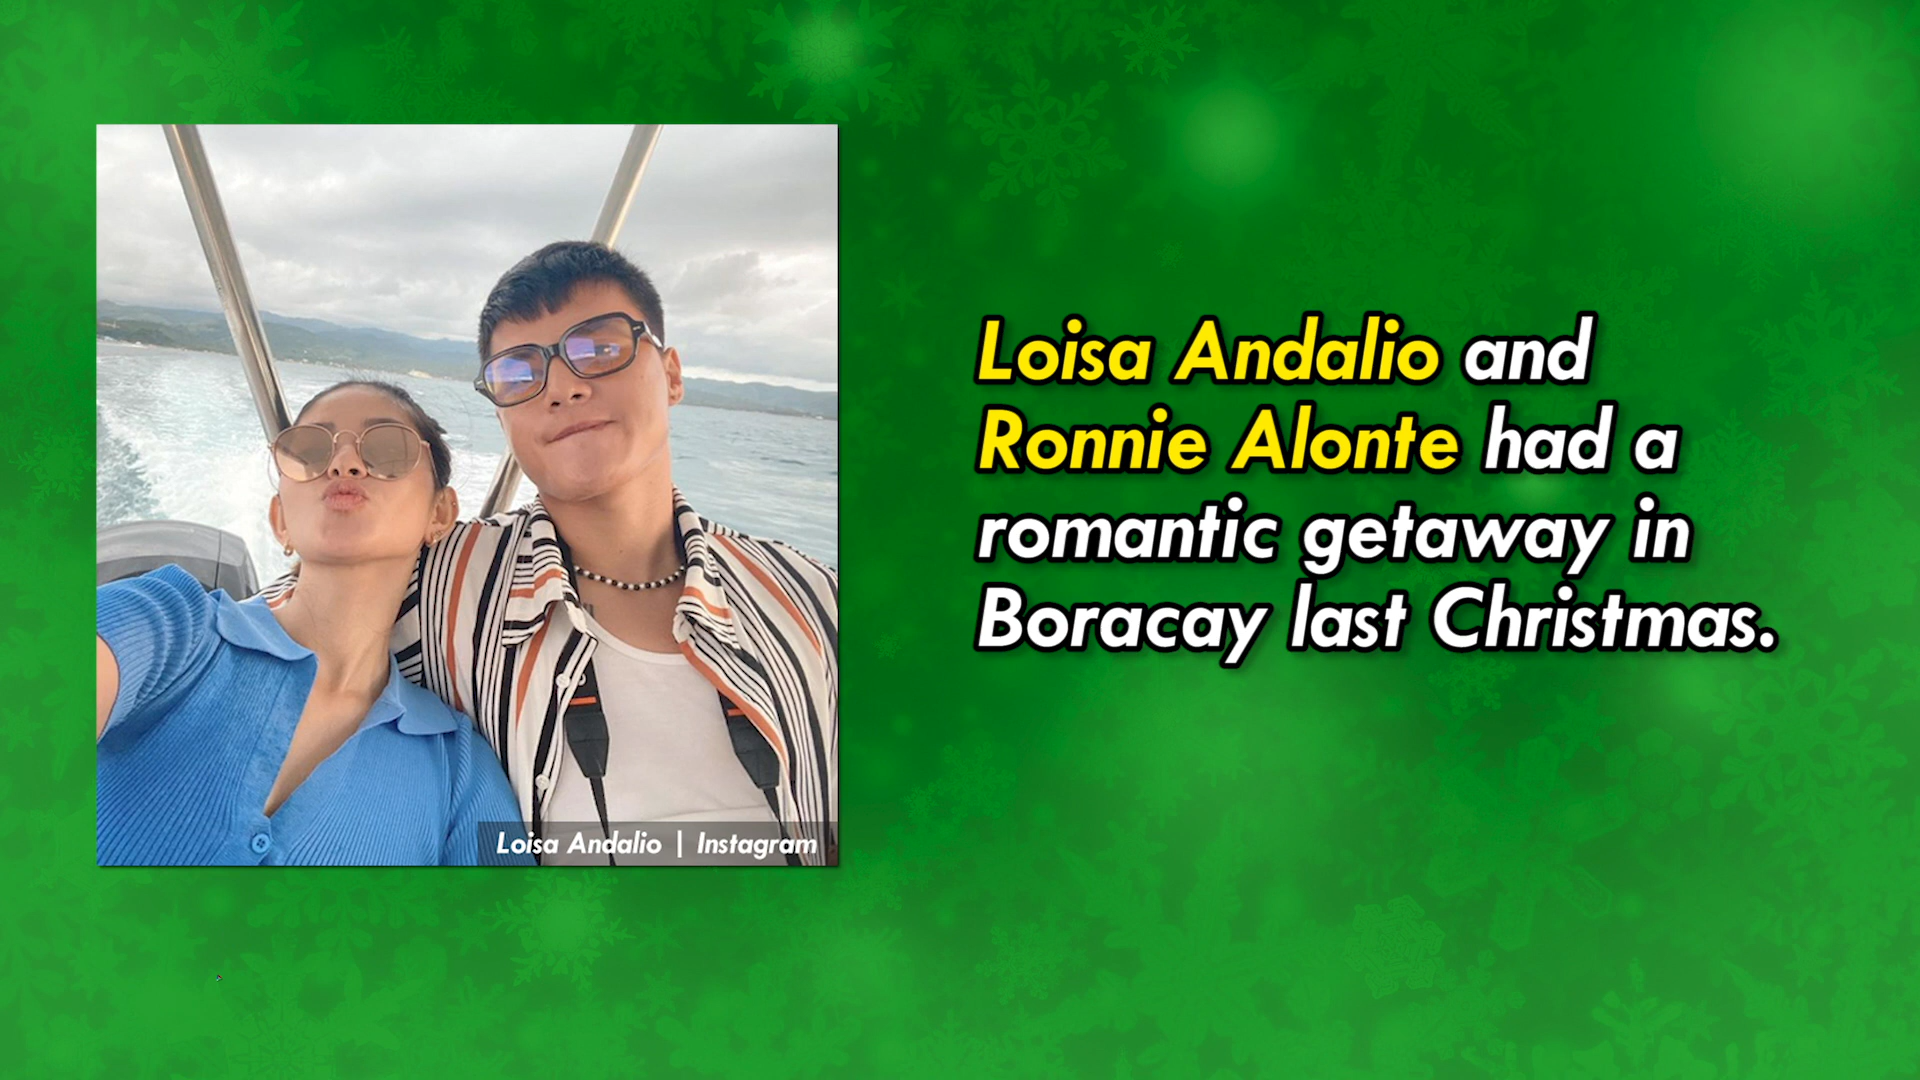 Loisa Andalio and
Ronnie Alonte had a
romantic getaway in
Boracay last Christmas.
Loisa Andalio | Instagram